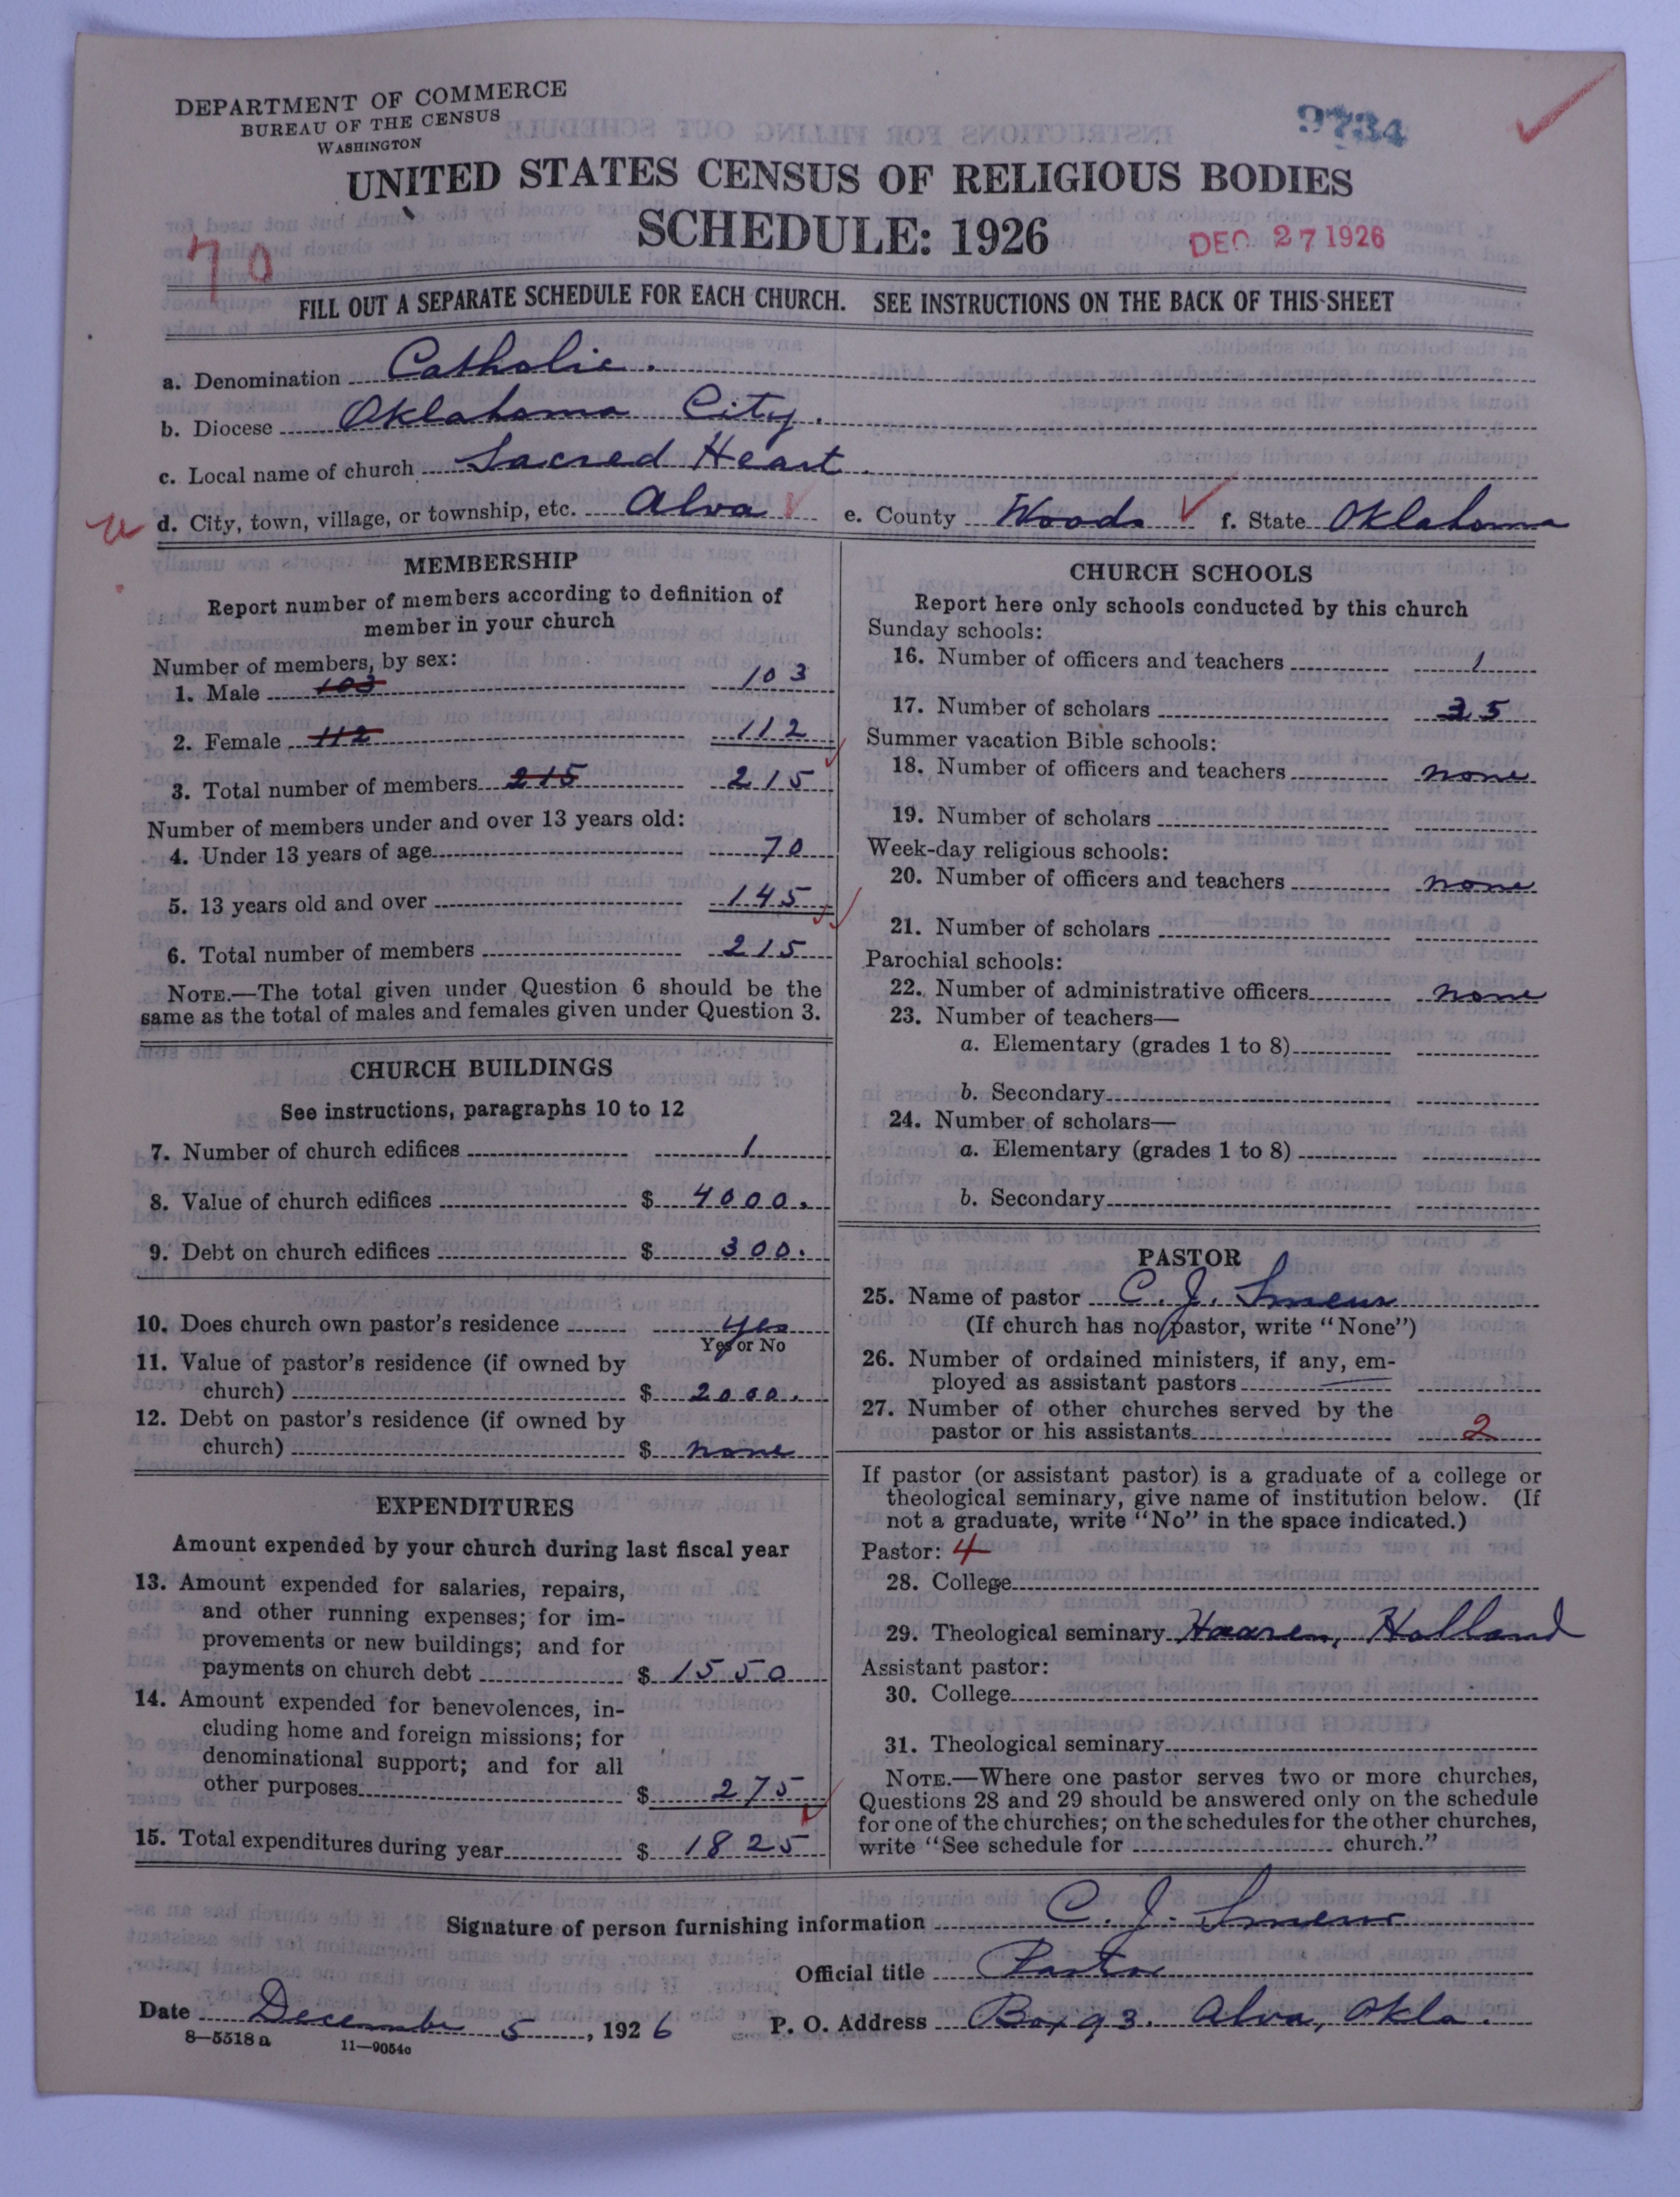 DEPARTMENT OF COMMERCE
BUREAU OF THE CENSUS
WASHINGTON
9734
UNITED STATES CENSUS OF RELIGIOUS BODIES
SCHEDULE: 1926
DEC 27 1926
70
FILL OUT A SEPARATE SCHEDULE FOR EACH CHURCH. SEE INSTRUCTIONS ON THE BACK OF THIS SHEET
a. Denomination Catholic.
b. Diocese Oklahoma City.
c. Local name of church Sacred Heart.
d. City, town, village, or township, etc. Alva e. County Woods f. State Oklahoma
MEMBERSHIP
Report number of members according to definition of
member in your church
Number of members, by sex:
1. Male 103 103
2. Female 112 112
3. Total number of members 215 215
Number of members under and over 13 years old:
4. Under 13 years of age 70
5. 13 years old and over 145
6. Total number of members 215
NOTE.—The total given under Question 6 should be the
same as the total of males and females given under Question 3.
CHURCH BUILDINGS
See instructions, paragraphs 10 to 12
7. Number of church edifices 1
8. Value of church edifices $ 4000.
9. Debt on church edifices $ 300.
10. Does church own pastor's residence yes
Yes or No
11. Value of pastor's residence (if owned by
church) $ 2000.
12. Debt on pastor's residence (if owned by
church) $ none
EXPENDITURES
Amount expended by your church during last fiscal year
13. Amount expended for salaries, repairs,
and other running expenses; for im-
provements or new buildings; and for
payments on church debt $ 1550
14. Amount expended for benevolences, in-
cluding home and foreign missions; for
denominational support; and for all
other purposes $ 275
15. Total expenditures during year $ 1825
CHURCH SCHOOLS
Report here only schools conducted by this church
Sunday schools:
16. Number of officers and teachers 1
17. Number of scholars 35
Summer vacation Bible schools:
18. Number of officers and teachers none
19. Number of scholars
Week-day religious schools:
20. Number of officers and teachers none
21. Number of scholars
Parochial schools:
22. Number of administrative officers none
23. Number of teachers—
a. Elementary (grades 1 to 8)
b. Secondary
24. Number of scholars—
a. Elementary (grades 1 to 8)
b. Secondary
PASTOR
25. Name of pastor C. J. Smeur
(If church has no pastor, write "None")
26. Number of ordained ministers, if any, em-
ployed as assistant pastors
27. Number of other churches served by the
pastor or his assistants 2
If pastor (or assistant pastor) is a graduate of a college or
theological seminary, give name of institution below. (If
not a graduate, write "No" in the space indicated.)
Pastor: 4
28. College
29. Theological seminary Haaren, Holland
Assistant pastor:
30. College
31. Theological seminary
NOTE.—Where one pastor serves two or more churches,
Questions 28 and 29 should be answered only on the schedule
for one of the churches; on the schedules for the other churches,
write "See schedule for church."
Signature of person furnishing information C. J. Smeur
Official title Pastor
Date December 5, 1926 P. O. Address Box 93. Alva, Okla.
8—5518 a 11—9054c